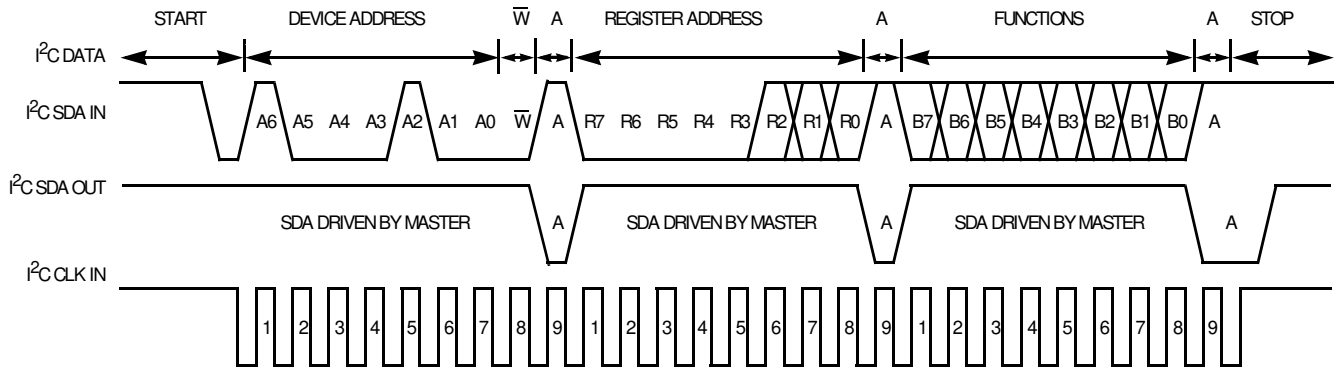 START DEVICE ADDRESS W̅ A REGISTER ADDRESS A FUNCTIONS A STOP
I²C DATA
I²C SDA IN A6 A5 A4 A3 A2 A1 A0 W̅ A R7 R6 R5 R4 R3 R2 R1 R0 A B7 B6 B5 B4 B3 B2 B1 B0 A
I²C SDA OUT
SDA DRIVEN BY MASTER A SDA DRIVEN BY MASTER A SDA DRIVEN BY MASTER A
I²C CLK IN
1 2 3 4 5 6 7 8 9 1 2 3 4 5 6 7 8 9 1 2 3 4 5 6 7 8 9